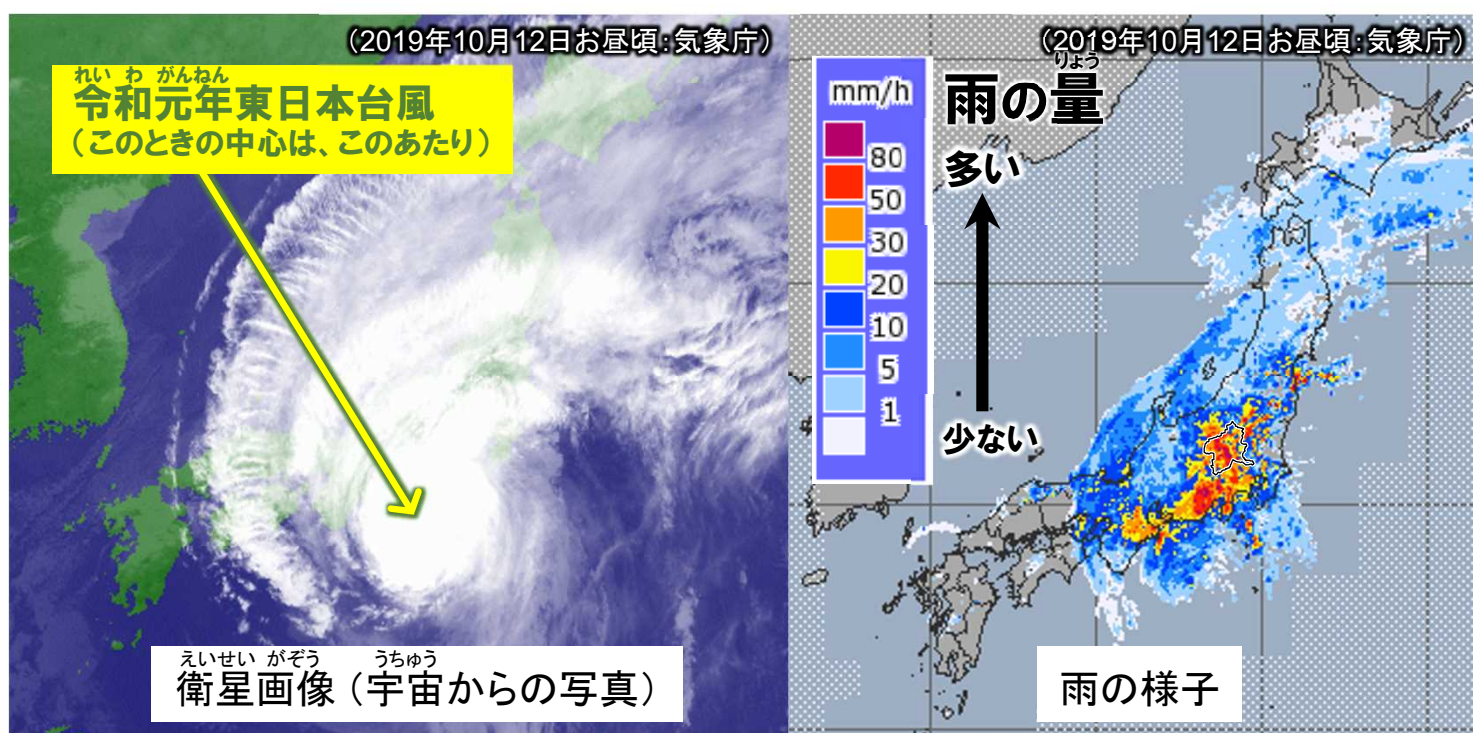 （2019年10月12日お昼頃：気象庁）
れいわがんねん
令和元年東日本台風
（このときの中心は、このあたり）
えいせいがぞう うちゅう
衛星画像（宇宙からの写真）
（2019年10月12日お昼頃：気象庁）
りょう
雨の量
mm/h
80
50
30
20
10
5
1
多い
少ない
雨の様子